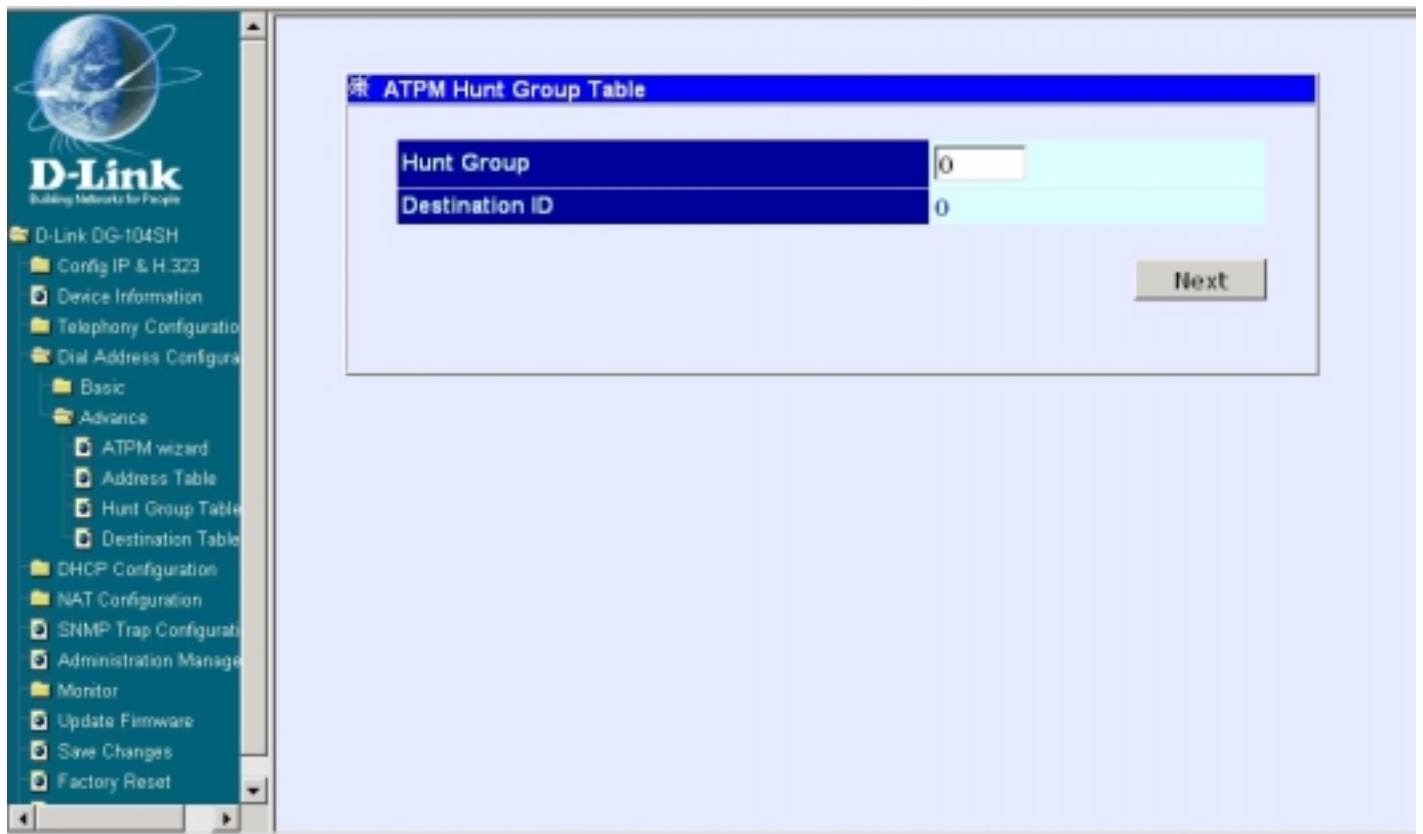 D-Link
Building Networks for People
D-Link DG-104SH
Config IP & H.323
Device Information
Telephony Configuratio
Dial Address Configura
Basic
Advance
ATPM wizard
Address Table
Hunt Group Table
Destination Table
DHCP Configuration
NAT Configuration
SNMP Trap Configurati
Administration Manage
Monitor
Update Firmware
Save Changes
Factory Reset
ATPM Hunt Group Table
Hunt Group 0
Destination ID 0
Next